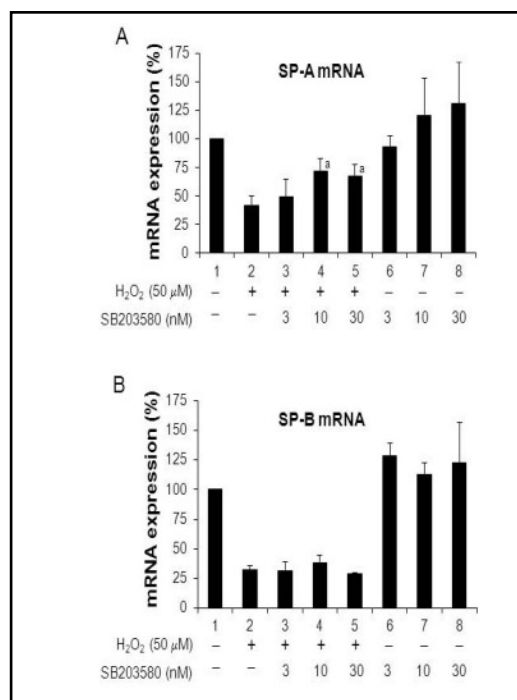 A
SP-A mRNA
mRNA expression (%)
175
150
125
100
75
50
25
0
a a
1 2 3 4 5 6 7 8
H₂O₂ (50 μM) – + + + + – – –
SB203580 (nM) – – 3 10 30 3 10 30
B
SP-B mRNA
mRNA expression (%)
175
150
125
100
75
50
25
0
1 2 3 4 5 6 7 8
H₂O₂ (50 μM) – + + + + – – –
SB203580 (nM) – – 3 10 30 3 10 30